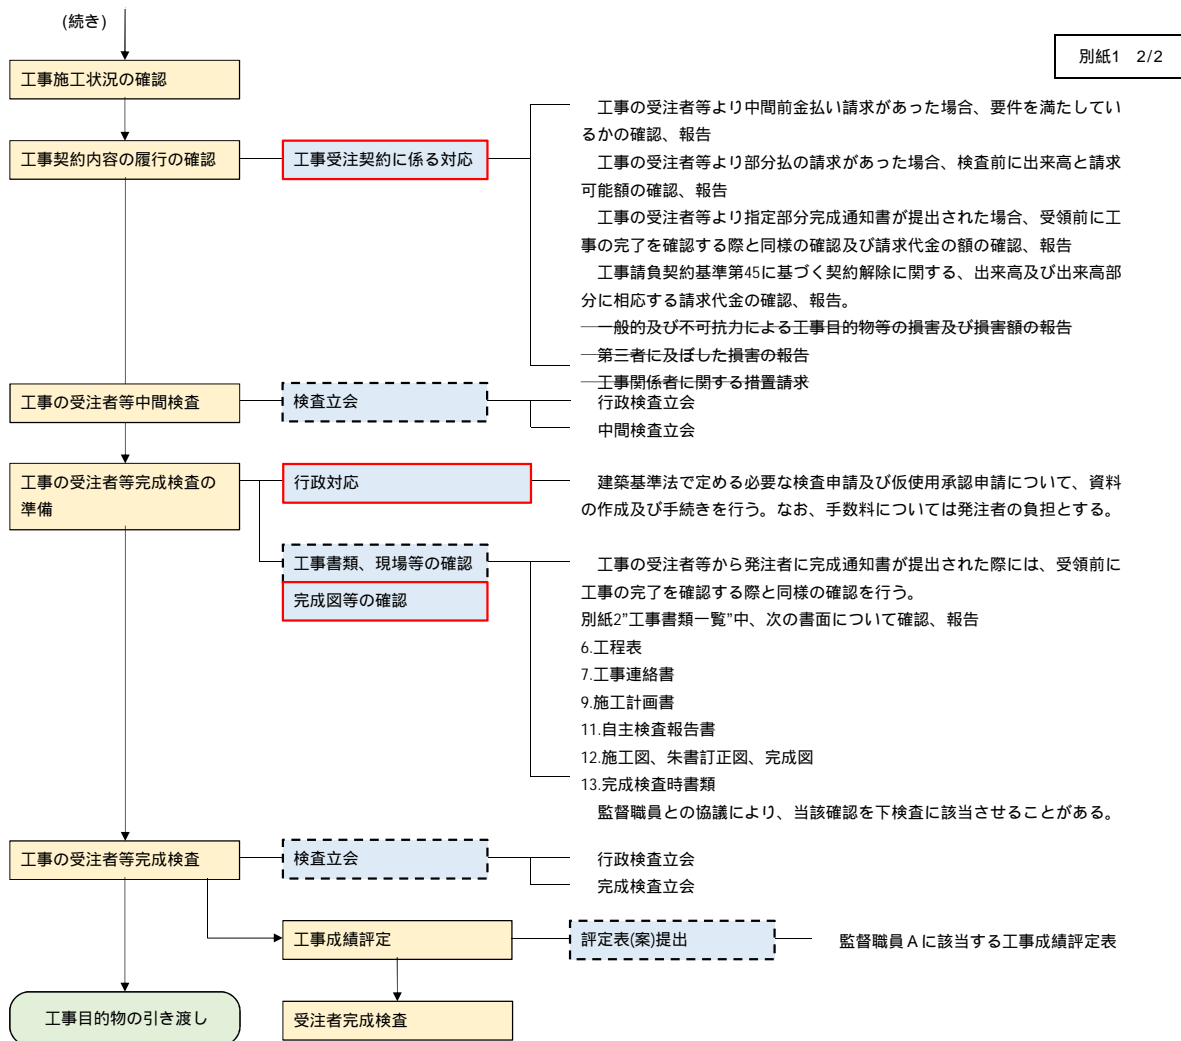 (続き)
別紙1　2/2
工事施工状況の確認
工事契約内容の履行の確認
工事受注契約に係る対応
工事の受注者等より中間前金払い請求があった場合、要件を満たしてい
るかの確認、報告
工事の受注者等より部分払の請求があった場合、検査前に出来高と請求
可能額の確認、報告
工事の受注者等より指定部分完成通知書が提出された場合、受領前に工
事の完了を確認する際と同様の確認及び請求代金の額の確認、報告
工事請負契約基準第45に基づく契約解除に関する、出来高及び出来高部
分に相応する請求代金の確認、報告。
一般的及び不可抗力による工事目的物等の損害及び損害額の報告
第三者に及ぼした損害の報告
工事関係者に関する措置請求
工事の受注者等中間検査
検査立会
行政検査立会
中間検査立会
工事の受注者等完成検査の
準備
行政対応
建築基準法で定める必要な検査申請及び仮使用承認申請について、資料
の作成及び手続きを行う。なお、手数料については発注者の負担とする。
工事書類、現場等の確認
完成図等の確認
工事の受注者等から発注者に完成通知書が提出された際には、受領前に
工事の完了を確認する際と同様の確認を行う。
別紙2”工事書類一覧”中、次の書面について確認、報告
6.工程表
7.工事連絡書
9.施工計画書
11.自主検査報告書
12.施工図、朱書訂正図、完成図
13.完成検査時書類
監督職員との協議により、当該確認を下検査に該当させることがある。
工事の受注者等完成検査
検査立会
行政検査立会
完成検査立会
工事成績評定
評定表(案)提出
監督職員Ａに該当する工事成績評定表
工事目的物の引き渡し
受注者完成検査